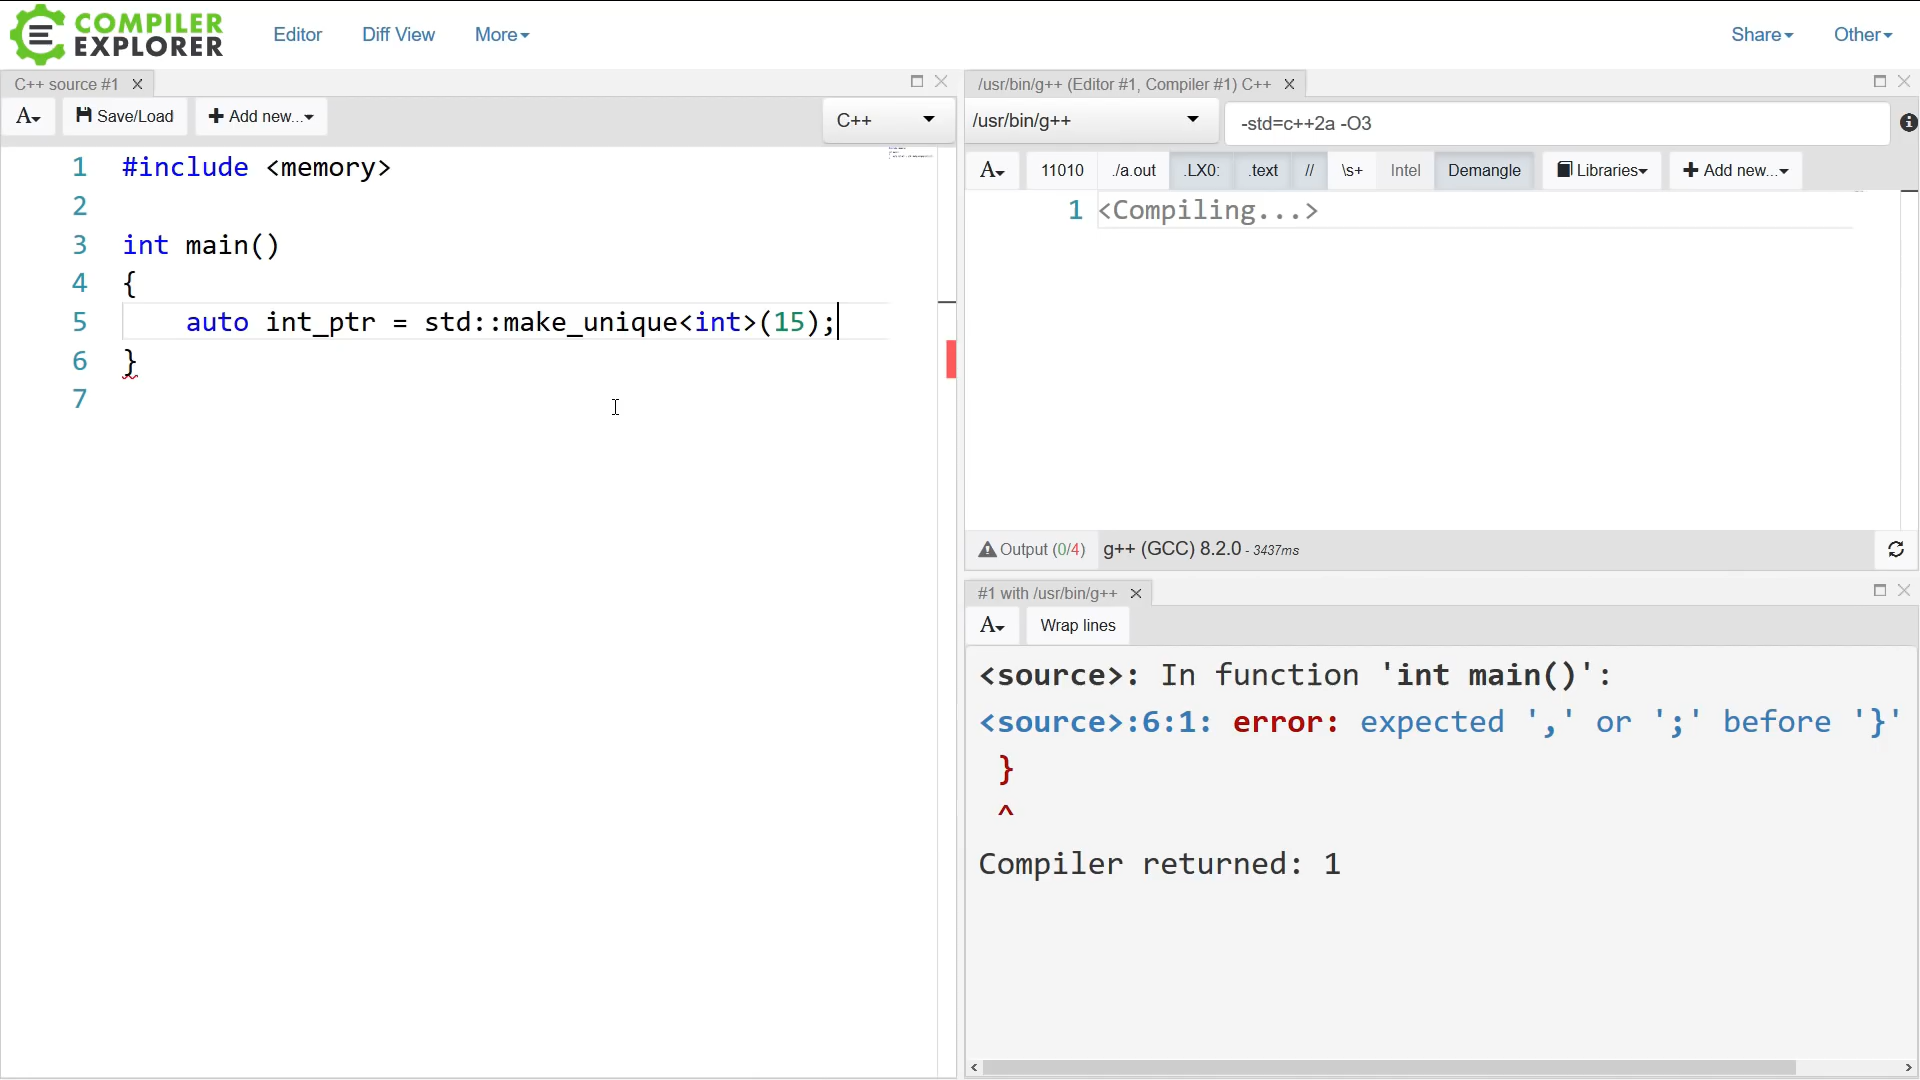 COMPILER
EXPLORER
Editor
Diff View
More
Share
Other
C++ source #1
A
Save/Load
Add new...
C++
1 #include <memory>
2
3 int main()
4 {
5     auto int_ptr = std::make_unique<int>(15);
6 }
7
/usr/bin/g++ (Editor #1, Compiler #1) C++
/usr/bin/g++
-std=c++2a -O3
A
11010
./a.out
.LX0:
.text
//
\s+
Intel
Demangle
Libraries
Add new...
1 <Compiling...>
Output (0/4)
g++ (GCC) 8.2.0 - 3437ms
#1 with /usr/bin/g++
A
Wrap lines
<source>: In function 'int main()':
<source>:6:1: error: expected ',' or ';' before '}'
 }
 ^
Compiler returned: 1